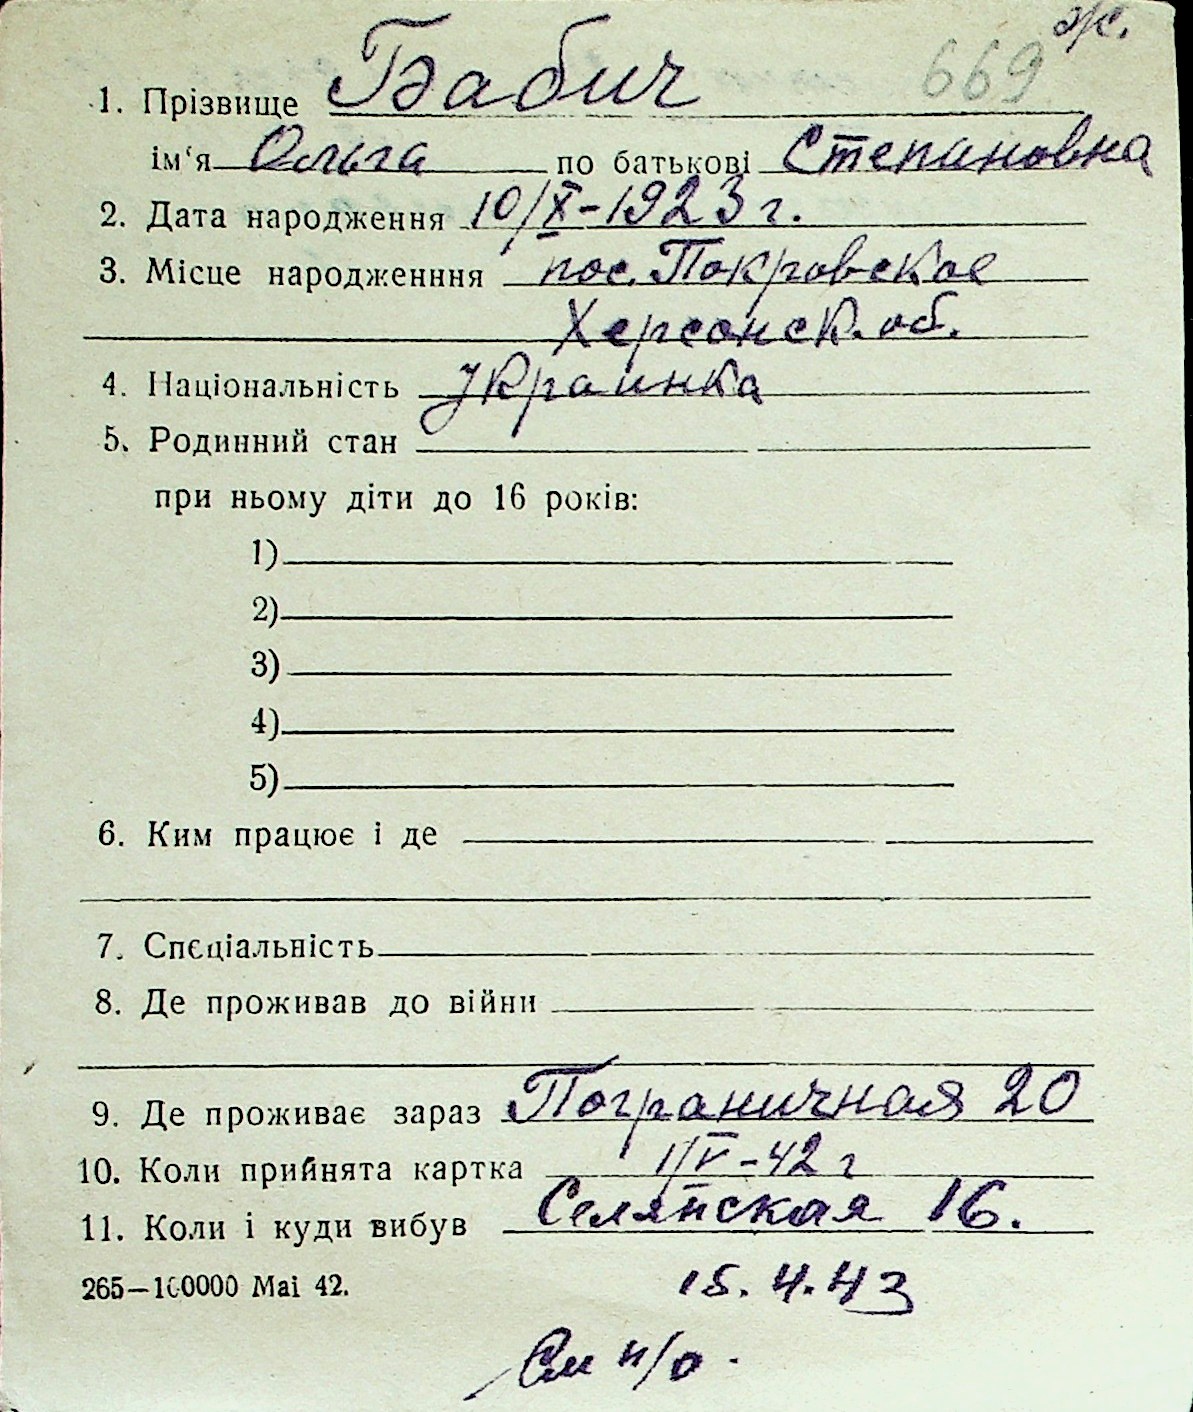 ж.
669
1. Прізвище Бабич
ім‘я Ольга по батькові Степановна
2. Дата народження 10/X-1923 г.
3. Місце народженння пос. Покровское
Херсонск. об.
4. Національність украинка
5. Родинний стан
при ньому діти до 16 років:
1)
2)
3)
4)
5)
6. Ким працює і де
7. Спєціальність
8. Де проживав до війни
9. Де проживає зараз Пограничная 20
10. Коли прийнята картка 1/V-42 г
11. Коли і куди вибув Селянская 16.
265—100000 Mai 42.
15. 4. 43
См н/о.